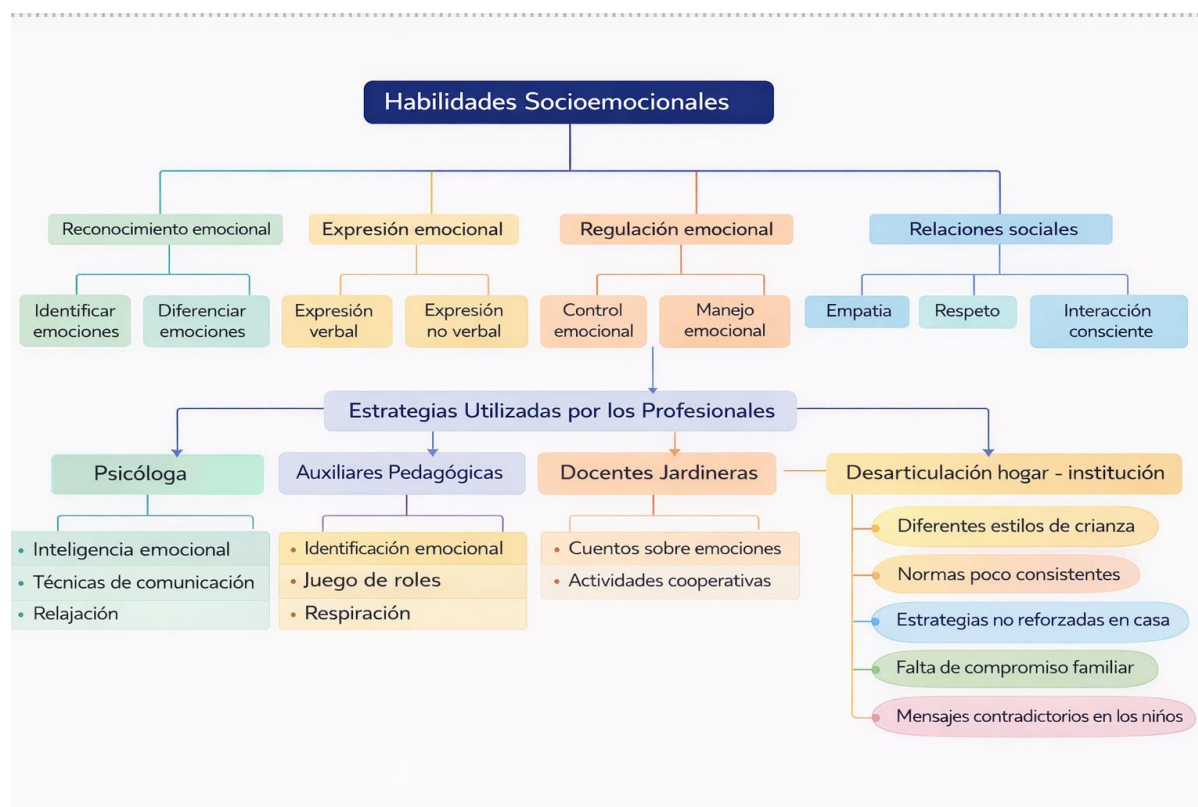 Habilidades Socioemocionales
Reconocimiento emocional
Expresión emocional
Regulación emocional
Relaciones sociales
Identificar
emociones
Diferenciar
emociones
Expresión
verbal
Expresión
no verbal
Control
emocional
Manejo
emocional
Empatía
Respeto
Interacción
consciente
Estrategias Utilizadas por los Profesionales
Psicóloga
Auxiliares Pedagógicas
Docentes Jardineras
Desarticulación hogar - institución
• Inteligencia emocional
• Técnicas de comunicación
• Relajación
• Identificación emocional
• Juego de roles
• Respiración
• Cuentos sobre emociones
• Actividades cooperativas
Diferentes estilos de crianza
Normas poco consistentes
Estrategias no reforzadas en casa
Falta de compromiso familiar
Mensajes contradictorios en los niños